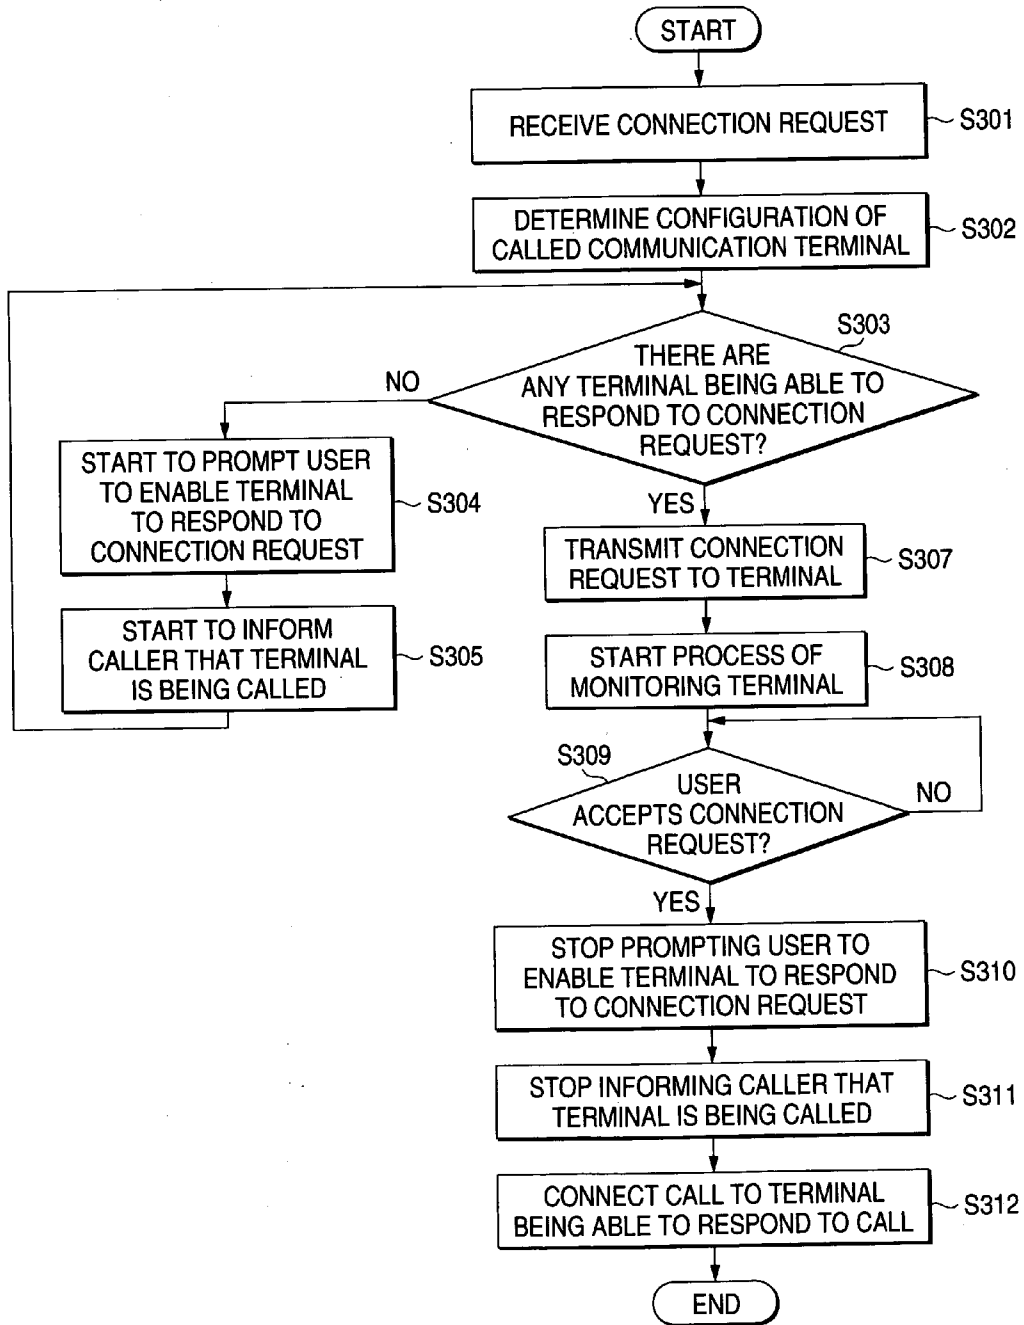 START
RECEIVE CONNECTION REQUEST
S301
DETERMINE CONFIGURATION OF
CALLED COMMUNICATION TERMINAL
S302
S303
THERE ARE
ANY TERMINAL BEING ABLE TO
RESPOND TO CONNECTION
REQUEST?
NO
YES
START TO PROMPT USER
TO ENABLE TERMINAL
TO RESPOND TO
CONNECTION REQUEST
S304
START TO INFORM
CALLER THAT TERMINAL
IS BEING CALLED
S305
TRANSMIT CONNECTION
REQUEST TO TERMINAL
S307
START PROCESS OF
MONITORING TERMINAL
S308
S309
USER
ACCEPTS CONNECTION
REQUEST?
NO
YES
STOP PROMPTING USER TO
ENABLE TERMINAL TO RESPOND
TO CONNECTION REQUEST
S310
STOP INFORMING CALLER THAT
TERMINAL IS BEING CALLED
S311
CONNECT CALL TO TERMINAL
BEING ABLE TO RESPOND TO CALL
S312
END